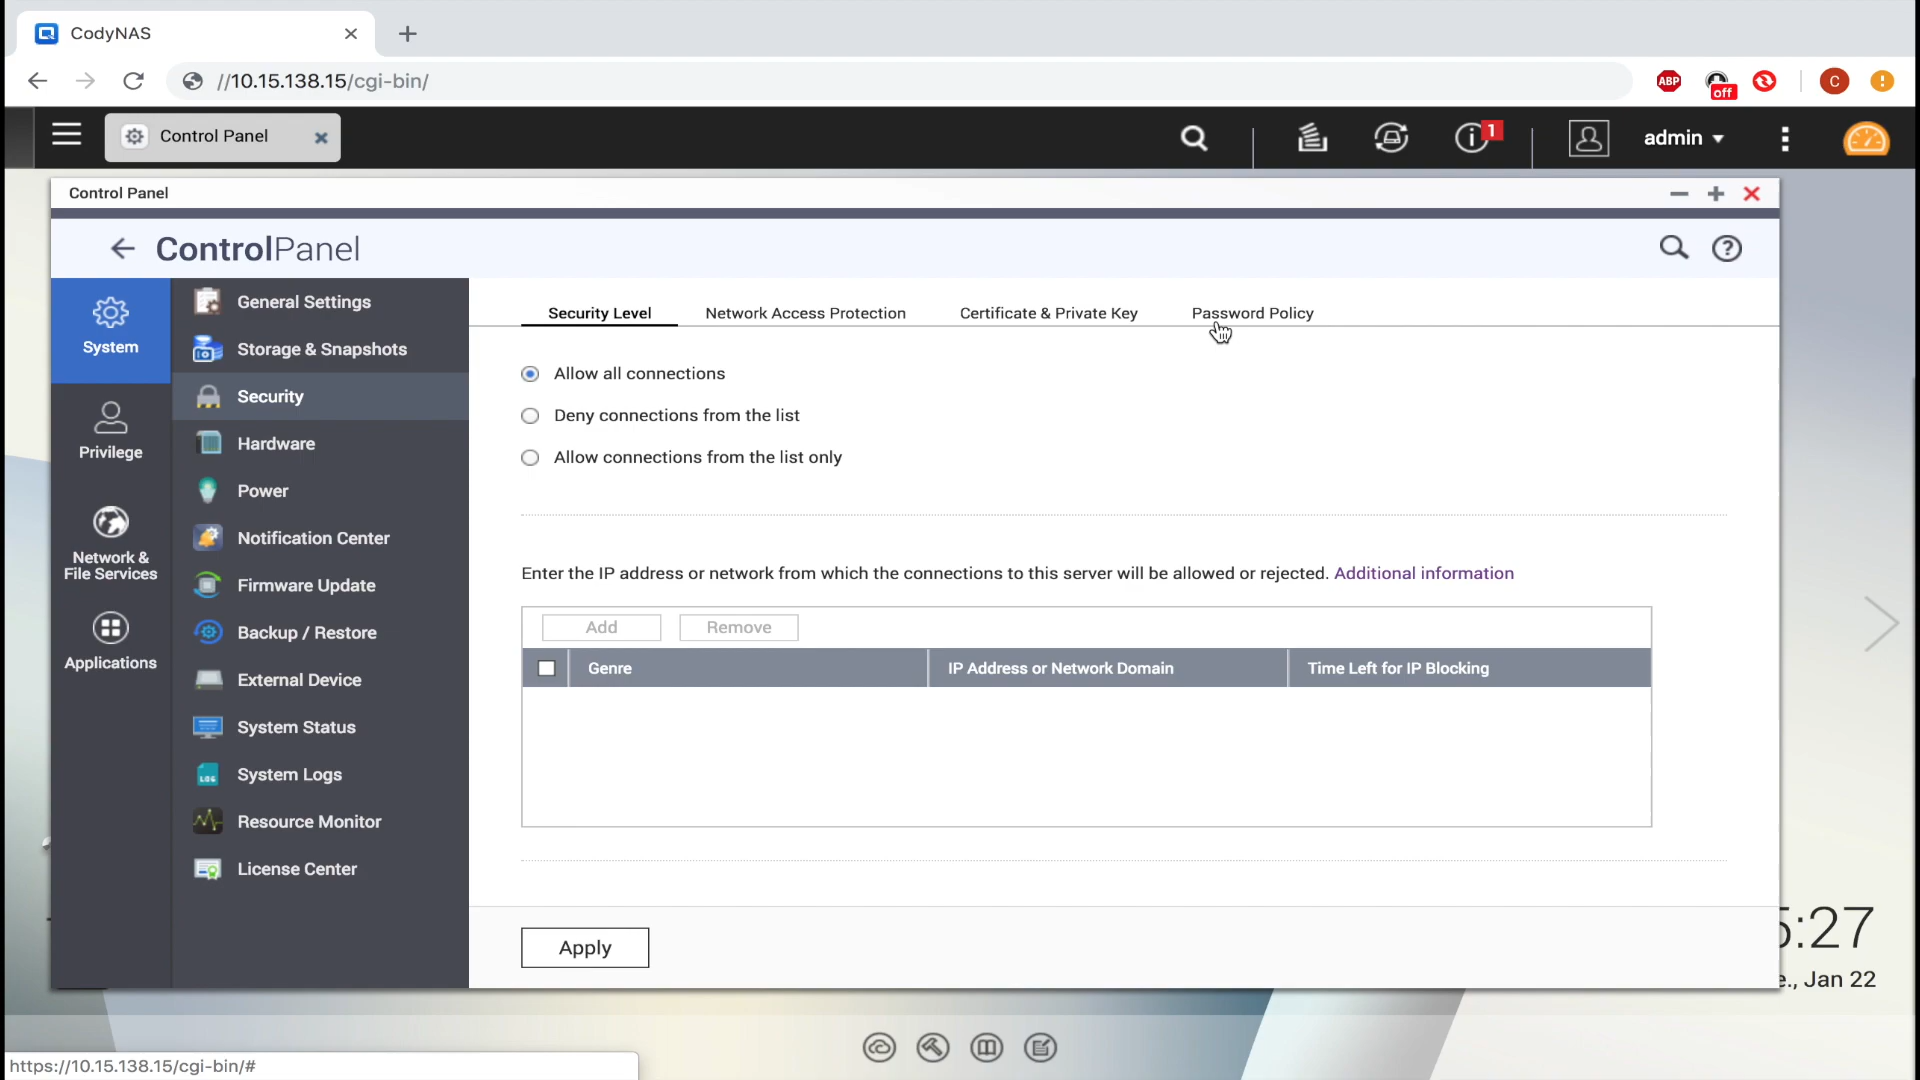 CodyNAS
//10.15.138.15/cgi-bin/
ABP
off
C
Control Panel
1
admin
Control Panel
ControlPanel
System
Privilege
Network &
File Services
Applications
General Settings
Storage & Snapshots
Security
Hardware
Power
Notification Center
Firmware Update
Backup / Restore
External Device
System Status
LOG
System Logs
Resource Monitor
License Center
Security Level
Network Access Protection
Certificate & Private Key
Password Policy
Allow all connections
Deny connections from the list
Allow connections from the list only
Enter the IP address or network from which the connections to this server will be allowed or rejected. Additional information
Add
Remove
Genre
IP Address or Network Domain
Time Left for IP Blocking
Apply
5:27
e., Jan 22
https://10.15.138.15/cgi-bin/#